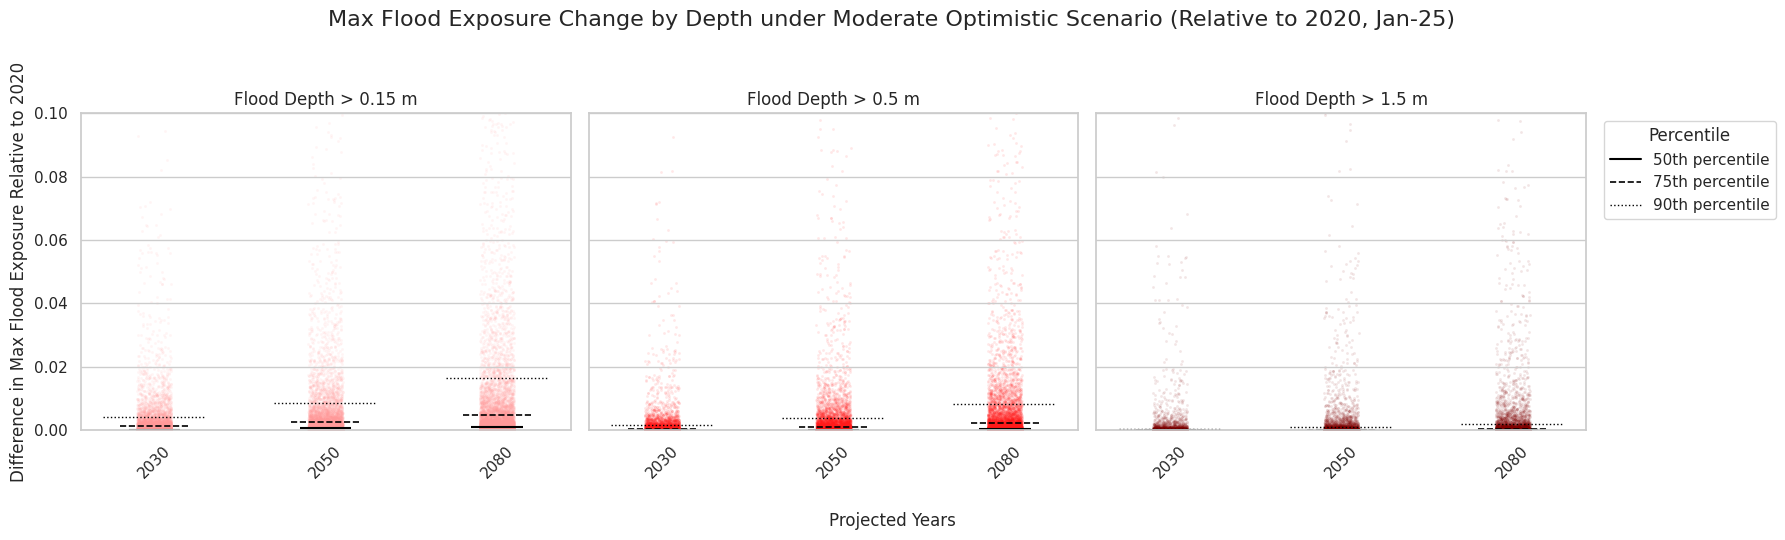 Max Flood Exposure Change by Depth under Moderate Optimistic Scenario (Relative to 2020, Jan-25)
Difference in Max Flood Exposure Relative to 2020
Flood Depth > 0.15 m
0.10
0.08
0.06
0.04
0.02
0.00
2030
2050
2080
Flood Depth > 0.5 m
2030
2050
2080
Flood Depth > 1.5 m
2030
2050
2080
Projected Years
Percentile
50th percentile
75th percentile
90th percentile